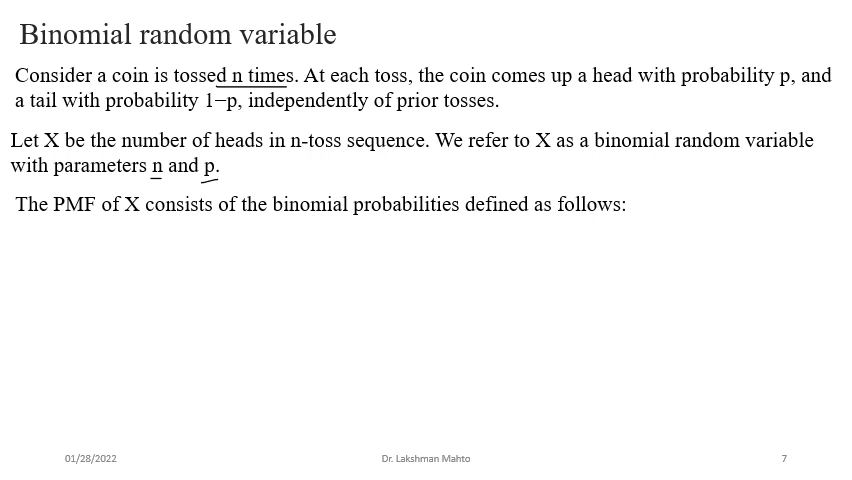 Binomial random variable
Consider a coin is tossed n times. At each toss, the coin comes up a head with probability p, and
a tail with probability 1−p, independently of prior tosses.
Let X be the number of heads in n-toss sequence. We refer to X as a binomial random variable
with parameters n and p.
The PMF of X consists of the binomial probabilities defined as follows:
01/28/2022
Dr. Lakshman Mahto
7